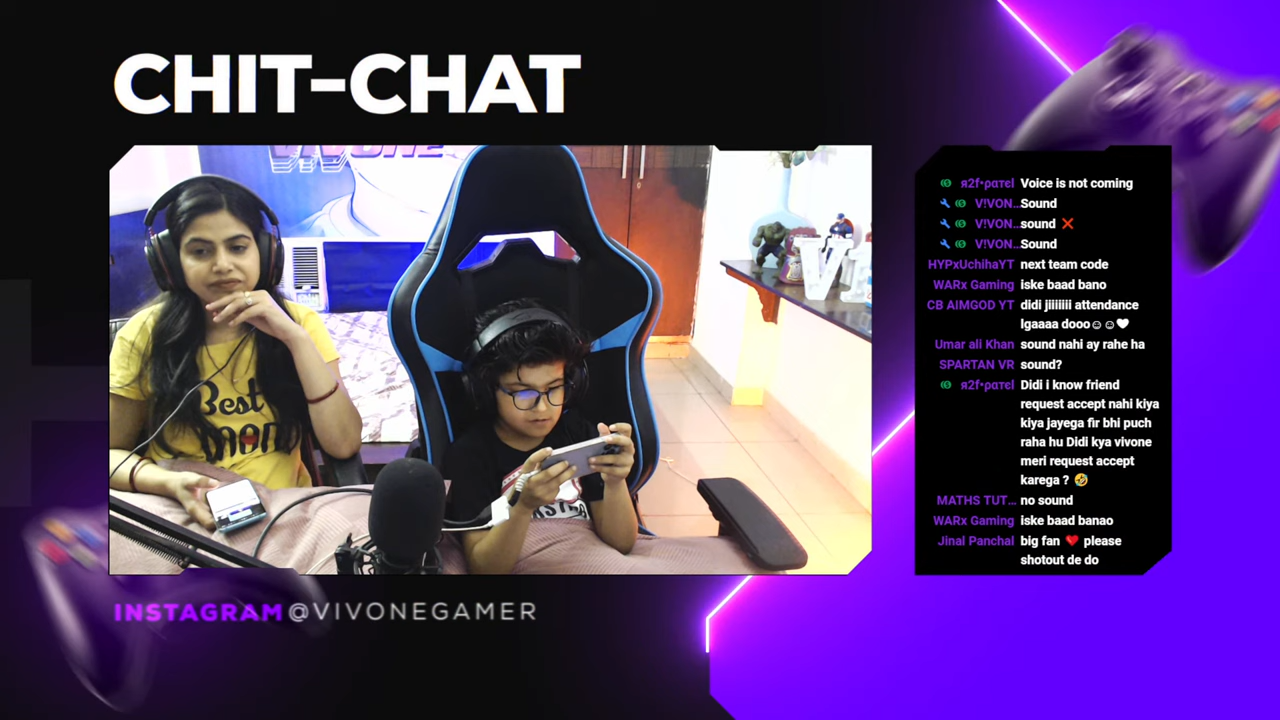 CHIT-CHAT
VIVONE
Best
mom
VI
я2f•ραтєl Voice is not coming
V!VON... Sound
V!VON... sound ❌
V!VON... Sound
HYPxUchihaYT next team code
WARx Gaming iske baad bano
CB AIMGOD YT didi jiiiiiii attendance
lgaaaa dooo☺☺🤍
Umar ali Khan sound nahi ay rahe ha
SPARTAN VR sound?
я2f•ραтєl Didi i know friend
request accept nahi kiya
kiya jayega fir bhi puch
raha hu Didi kya vivone
meri request accept
karega ? 🤣
MATHS TUT... no sound
WARx Gaming iske baad banao
Jinal Panchal big fan ❤️ please
shotout de do
INSTAGRAM @VIVONEGAMER